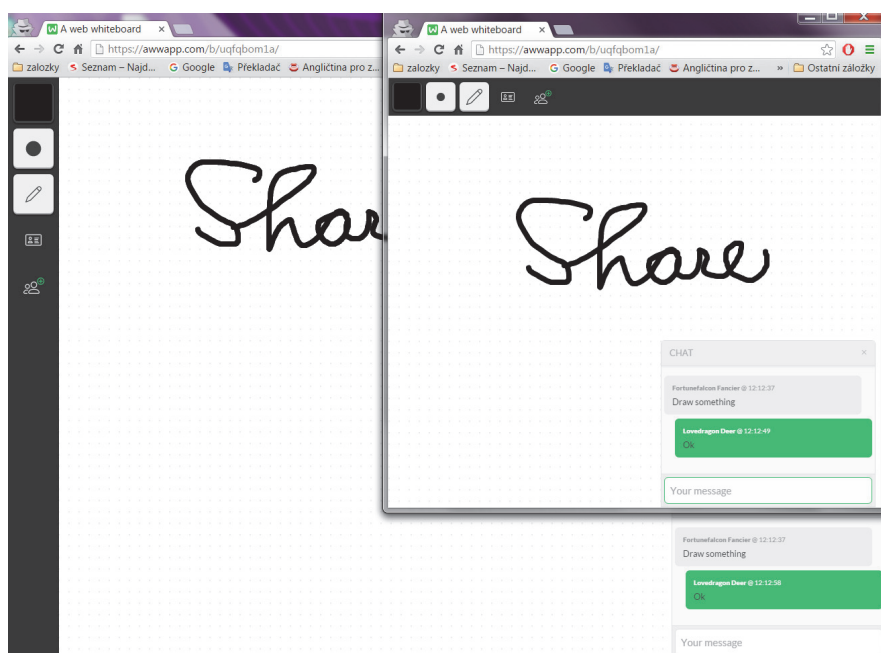 A web whiteboard
https://awwapp.com/b/uqfqbom1a/
zalozky Seznam – Najd... Google Překladač Angličtina pro z...
Shar
A web whiteboard
https://awwapp.com/b/uqfqbom1a/
zalozky Seznam – Najd... Google Překladač Angličtina pro z... » Ostatní záložky
Share
CHAT
Fortunefalcon Fancier @ 12:12:37
Draw something
Lovedragon Deer @ 12:12:49
Ok
Your message
Fortunefalcon Fancier @ 12:12:37
Draw something
Lovedragon Deer @ 12:12:58
Ok
Your message